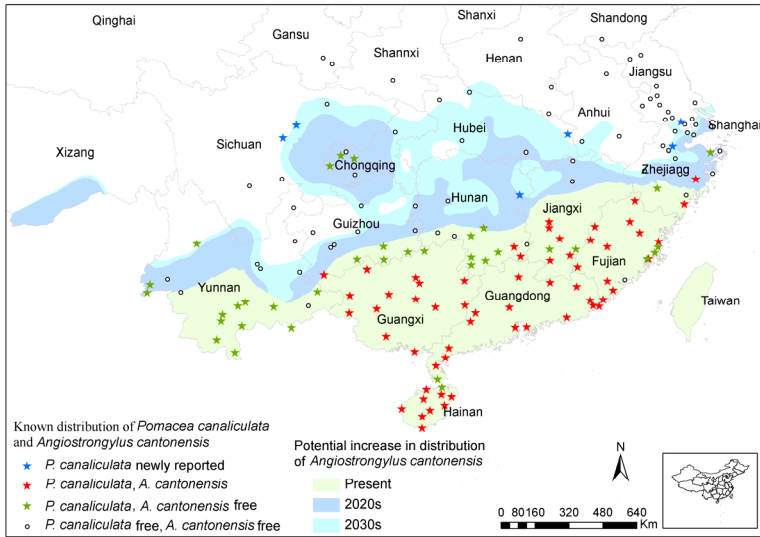 Qinghai
Gansu
Shanxi
Shandong
Shannxi
Henan
Jiangsu
Anhui
Shanghai
Hubei
Sichuan
Xizang
Chongqing
Zhejiang
Hunan
Jiangxi
Guizhou
Fujian
Yunnan
Guangdong
Taiwan
Guangxi
Hainan
Known distribution of Pomacea canaliculata
and Angiostrongylus cantonensis
P. canaliculata newly reported
P. canaliculata, A. cantonensis
P. canaliculata, A. cantonensis free
P. canaliculata free, A. cantonensis free
Potential increase in distribution
of Angiostrongylus cantonensis
Present
2020s
2030s
N
0 80 160 320 480 640
Km